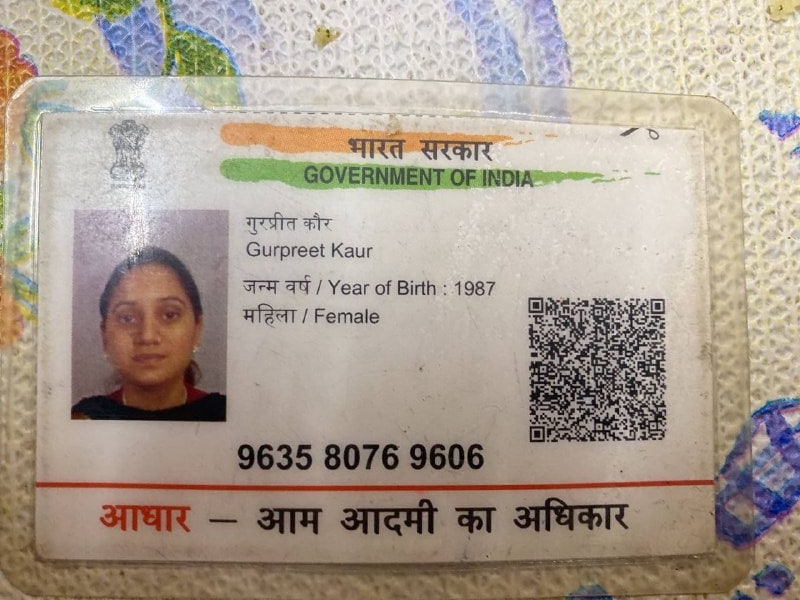 भारत सरकार
GOVERNMENT OF INDIA
गुरप्रीत कौर
Gurpreet Kaur
जन्म वर्ष / Year of Birth : 1987
महिला / Female
9635 8076 9606
आधार — आम आदमी का अधिकार